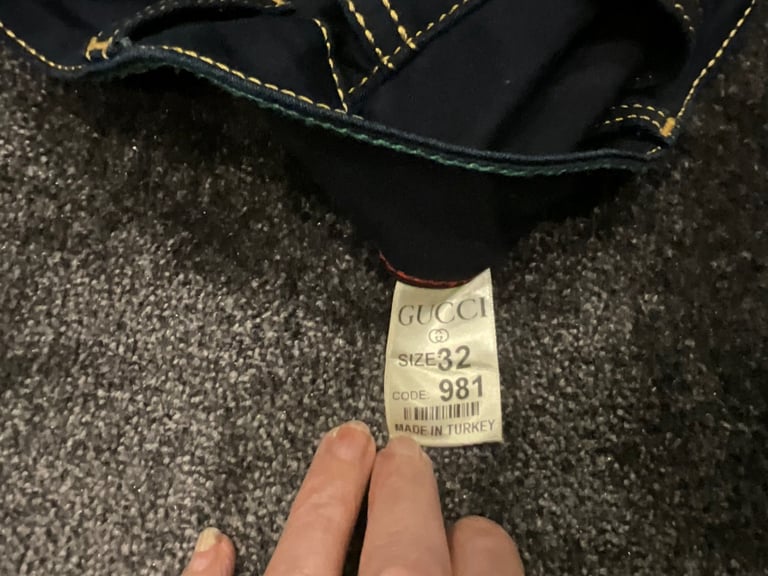 GUCCI
SIZE:32
CODE: 981
MADE IN TURKEY